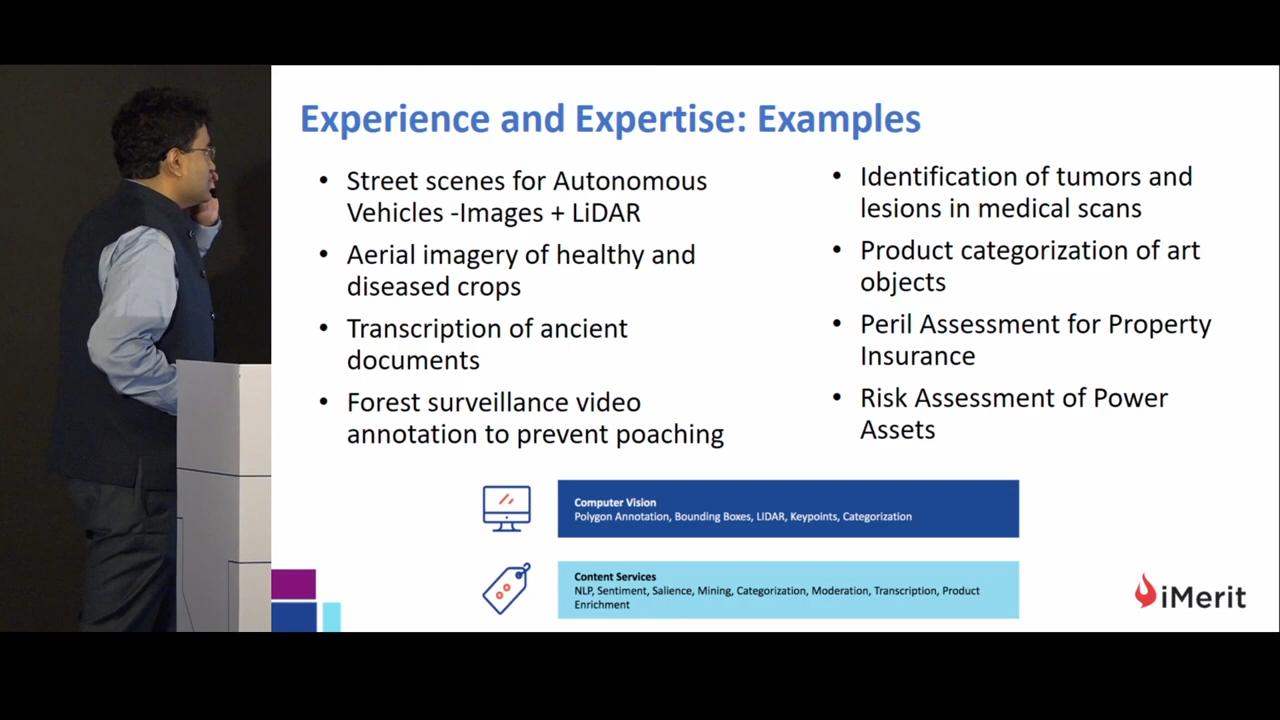 Experience and Expertise: Examples
• Street scenes for Autonomous
Vehicles -Images + LiDAR
• Aerial imagery of healthy and
diseased crops
• Transcription of ancient
documents
• Forest surveillance video
annotation to prevent poaching
• Identification of tumors and
lesions in medical scans
• Product categorization of art
objects
• Peril Assessment for Property
Insurance
• Risk Assessment of Power
Assets
Computer Vision
Polygon Annotation, Bounding Boxes, LIDAR, Keypoints, Categorization
Content Services
NLP, Sentiment, Salience, Mining, Categorization, Moderation, Transcription, Product
Enrichment
iMerit